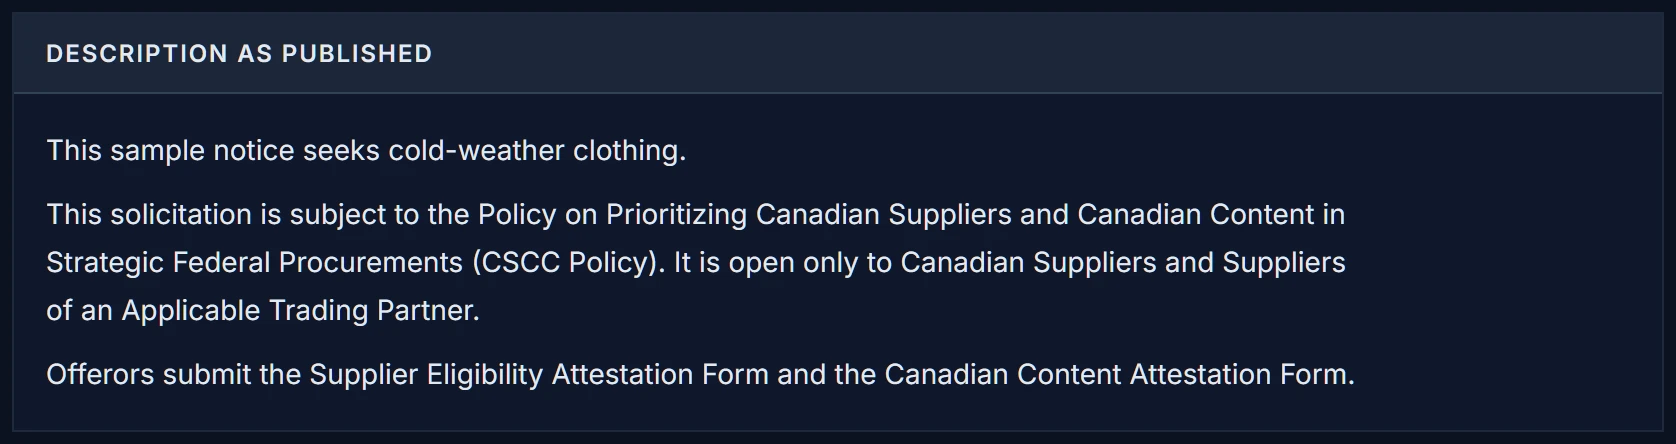 DESCRIPTION AS PUBLISHED
This sample notice seeks cold-weather clothing.
This solicitation is subject to the Policy on Prioritizing Canadian Suppliers and Canadian Content in
Strategic Federal Procurements (CSCC Policy). It is open only to Canadian Suppliers and Suppliers
of an Applicable Trading Partner.
Offerors submit the Supplier Eligibility Attestation Form and the Canadian Content Attestation Form.